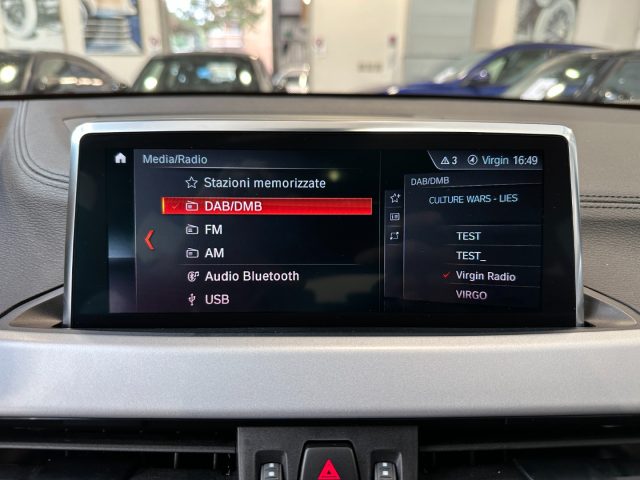 Media/Radio
3 Virgin 16:49
Stazioni memorizzate
DAB/DMB
FM
AM
Audio Bluetooth
USB
DAB/DMB
CULTURE WARS - LIES
TEST
TEST_
Virgin Radio
VIRGO